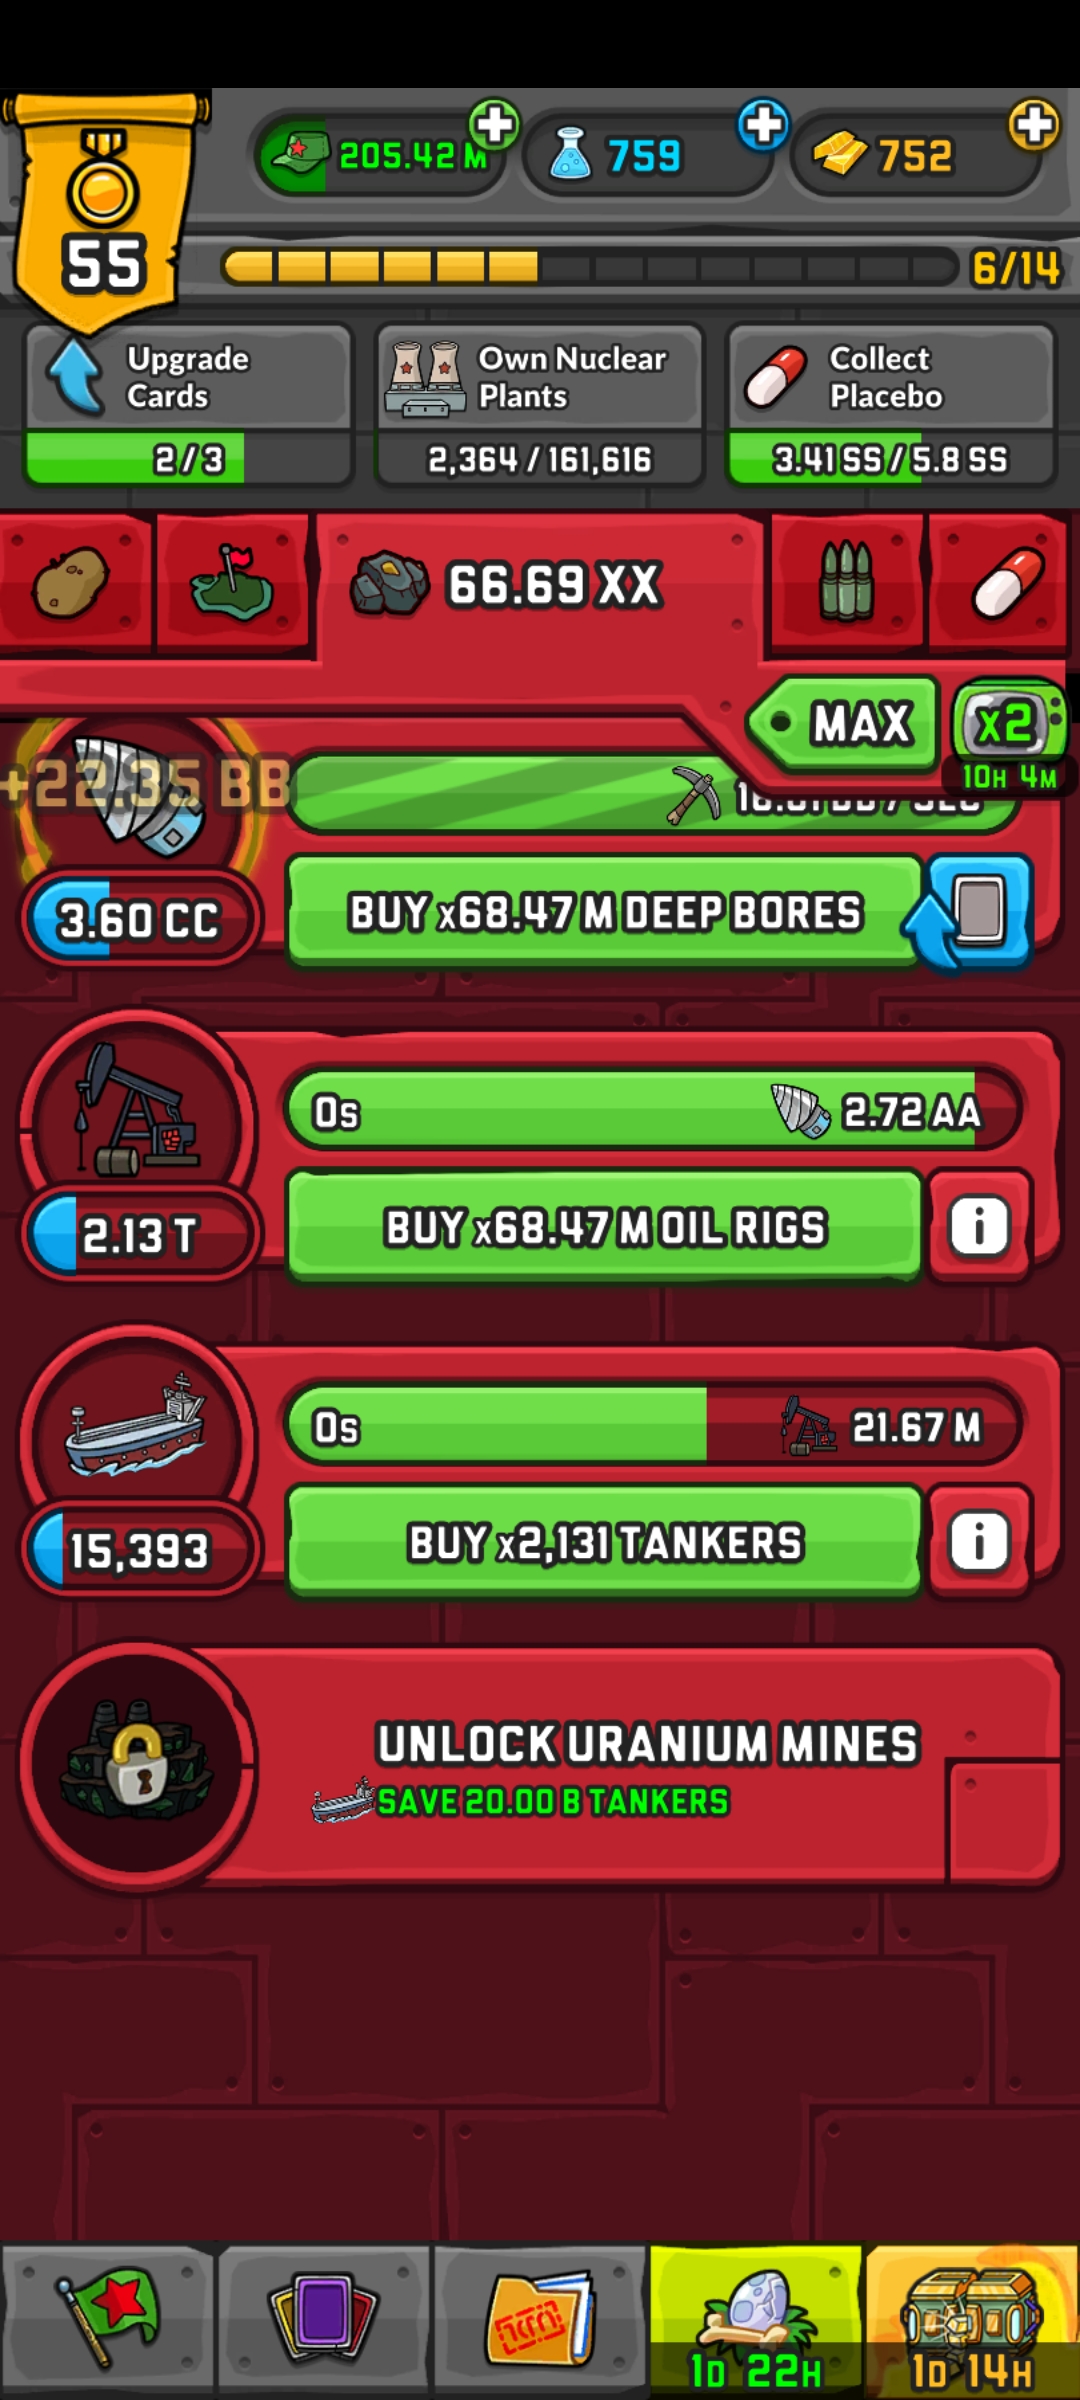 205.42 M
759
752
55
6/14
Upgrade
Cards
2/3
Own Nuclear
Plants
2,364/161,616
Collect
Placebo
3.41 SS/5.8 SS
66.69 XX
MAX
x2
10H 4M
+22.35 BB
3.60 CC
BUY x68.47 M DEEP BORES
0s
2.72 AA
2.13 T
BUY x68.47 M OIL RIGS
i
0s
21.67 M
15,393
BUY x2,131 TANKERS
i
UNLOCK URANIUM MINES
SAVE 20.00 B TANKERS
1D 22H
1D 14H